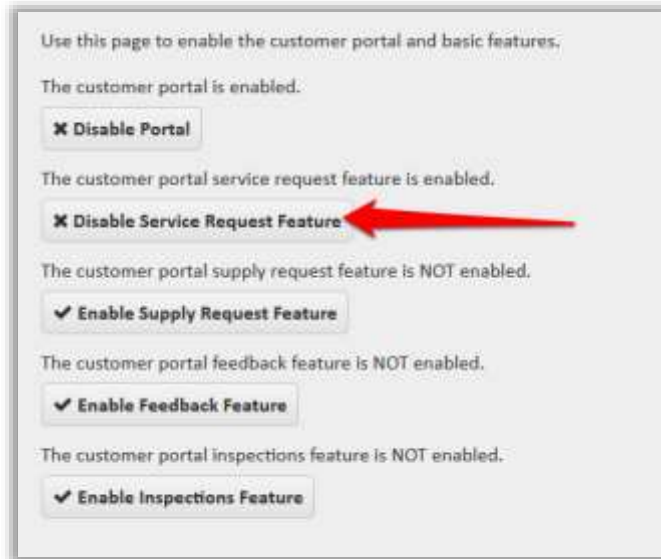 Use this page to enable the customer portal and basic features.
The customer portal is enabled.
✖ Disable Portal
The customer portal service request feature is enabled.
✖ Disable Service Request Feature
The customer portal supply request feature is NOT enabled.
✔ Enable Supply Request Feature
The customer portal feedback feature is NOT enabled.
✔ Enable Feedback Feature
The customer portal inspections feature is NOT enabled.
✔ Enable Inspections Feature